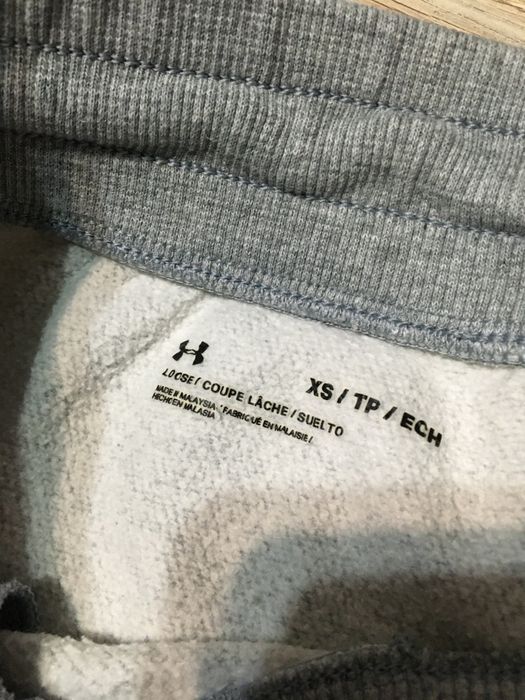 XS / TP / ECH
LOOSE / COUPE LÂCHE / SUELTO
MADE IN MALAYSIA / FABRIQUÉ EN MALAISIE /
HECHO EN MALASIA